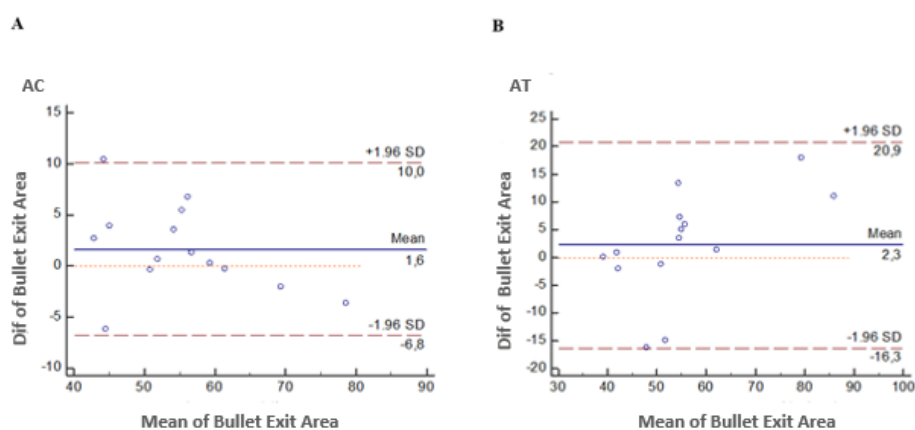 A
B
AC
AT
Dif of Bullet Exit Area
15
10
5
0
-5
-10
+1.96 SD
10,0
Mean
1,6
-1.96 SD
-6,8
40 50 60 70 80 90
Mean of Bullet Exit Area
Dif of Bullet Exit Area
25
20
15
10
5
0
-5
-10
-15
-20
+1.96 SD
20,9
Mean
2,3
-1.96 SD
-16,3
30 40 50 60 70 80 90 100
Mean of Bullet Exit Area